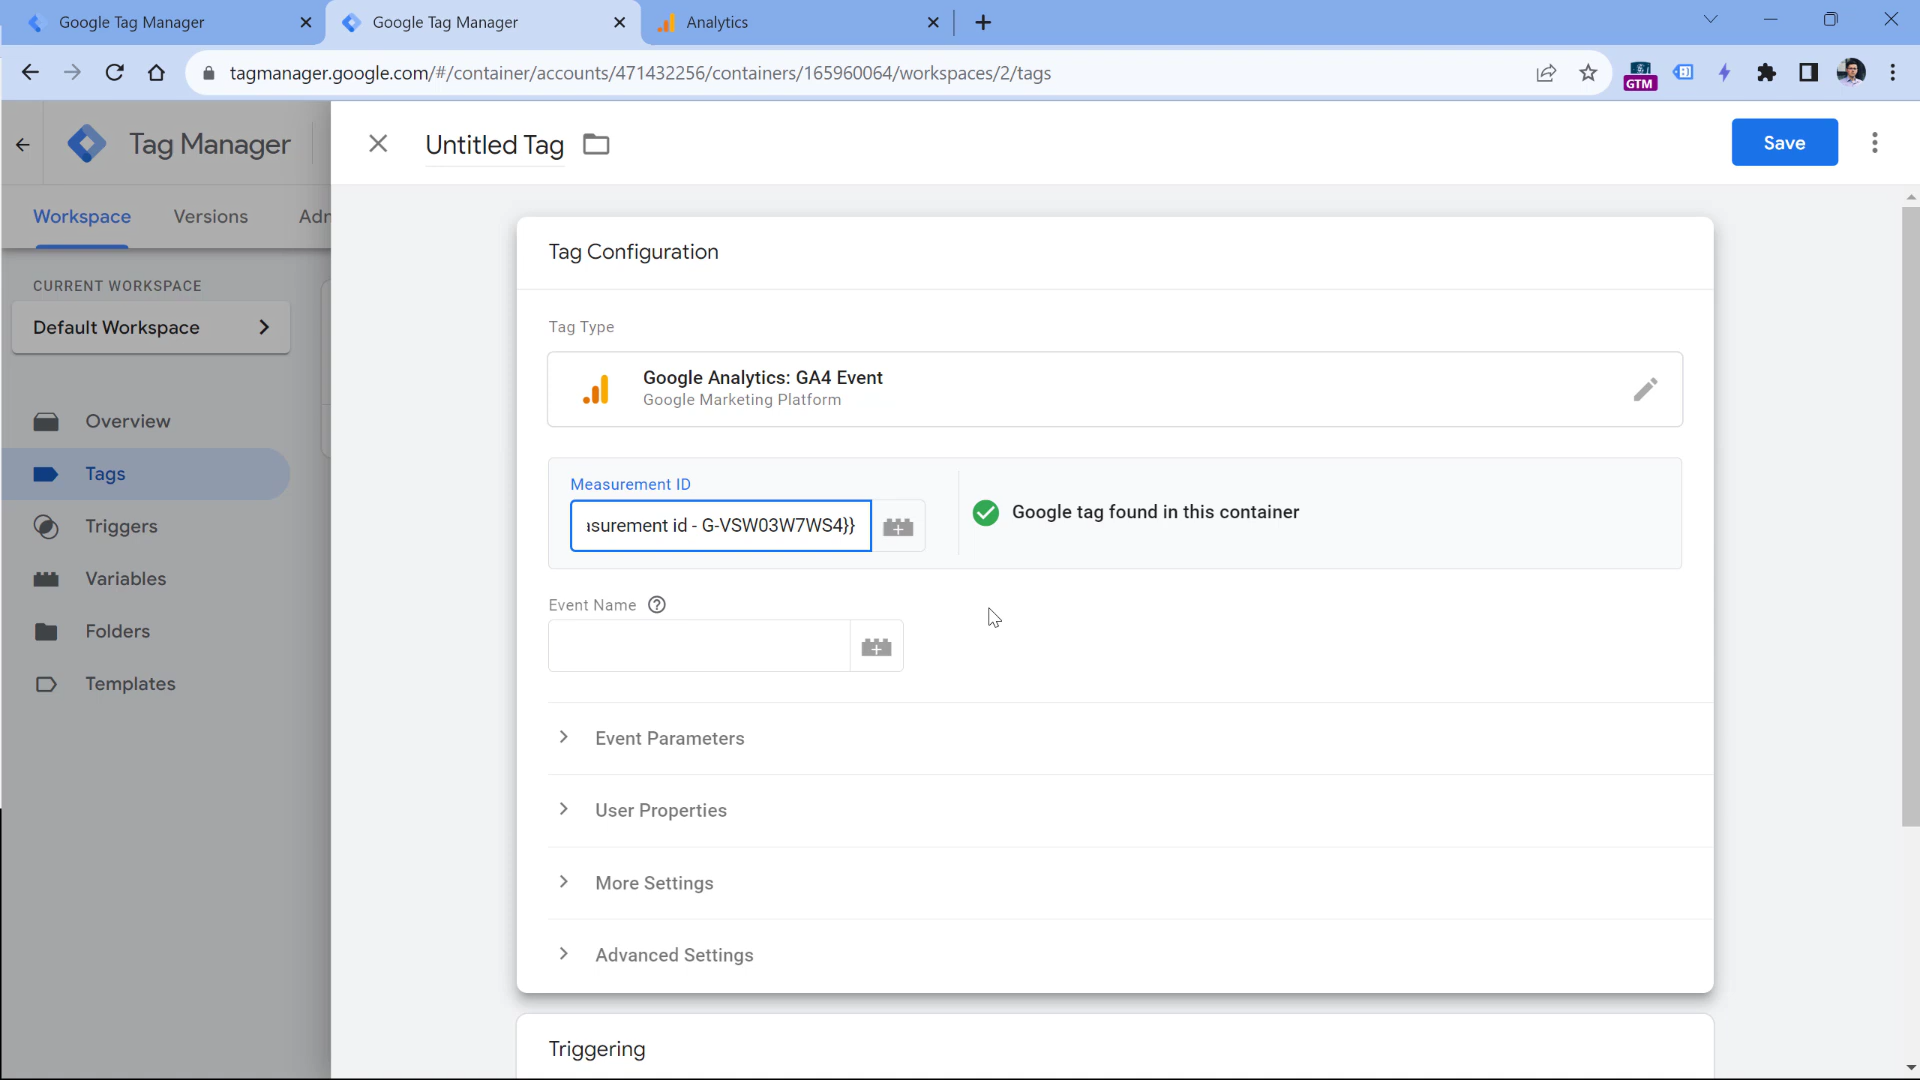 Google Tag Manager
Google Tag Manager
Analytics
tagmanager.google.com/#/container/accounts/471432256/containers/165960064/workspaces/2/tags
GTM
Tag Manager
Untitled Tag
Save
Workspace
Versions
Adm
CURRENT WORKSPACE
Default Workspace
Overview
Tags
Triggers
Variables
Folders
Templates
Tag Configuration
Tag Type
Google Analytics: GA4 Event
Google Marketing Platform
Measurement ID
asurement id - G-VSW03W7WS4}}
Google tag found in this container
Event Name
Event Parameters
User Properties
More Settings
Advanced Settings
Triggering